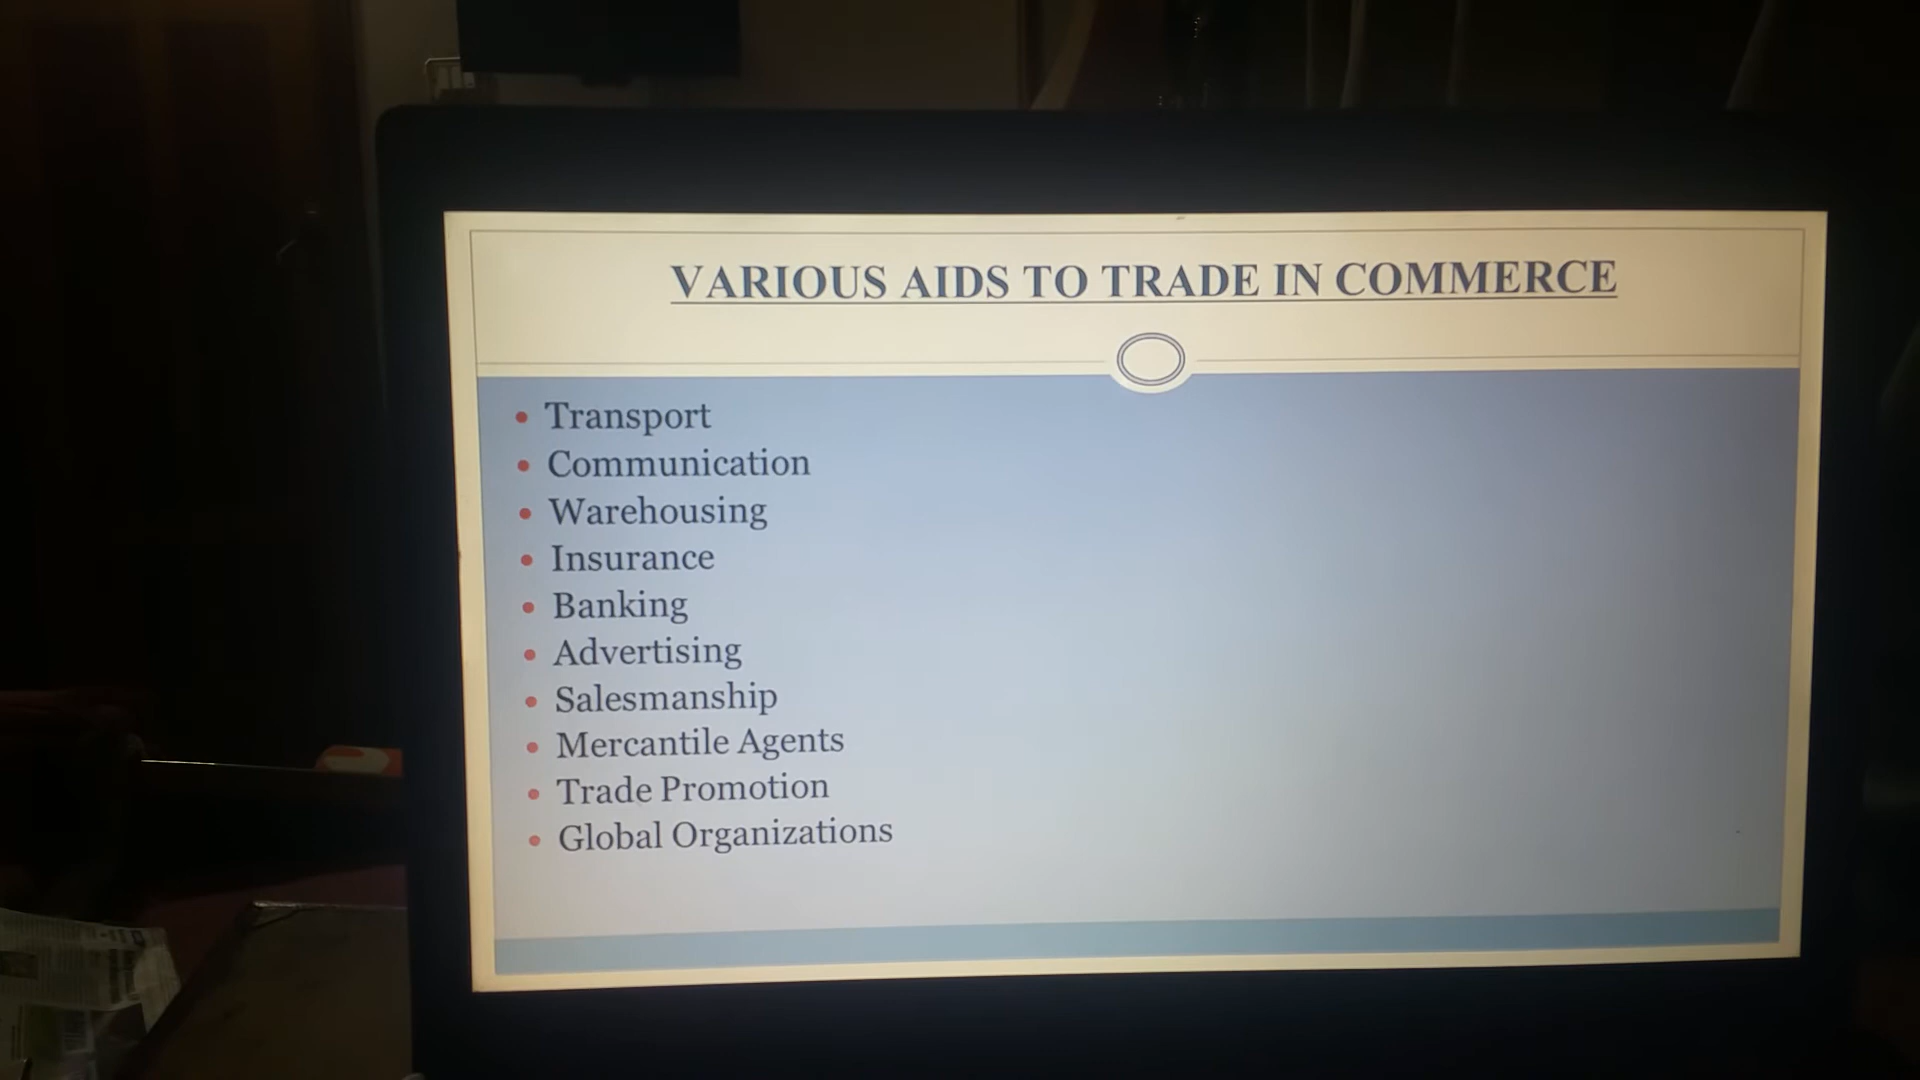 VARIOUS AIDS TO TRADE IN COMMERCE
• Transport
• Communication
• Warehousing
• Insurance
• Banking
• Advertising
• Salesmanship
• Mercantile Agents
• Trade Promotion
• Global Organizations